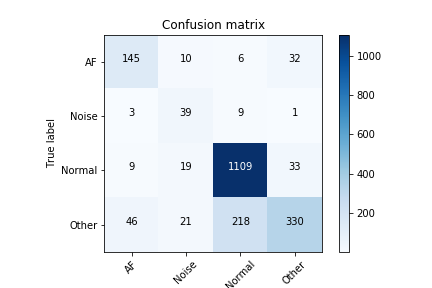 Confusion matrix
True label
AF 145 10 6 32
Noise 3 39 9 1
Normal 9 19 1109 33
Other 46 21 218 330
AF Noise Normal Other
1000
800
600
400
200